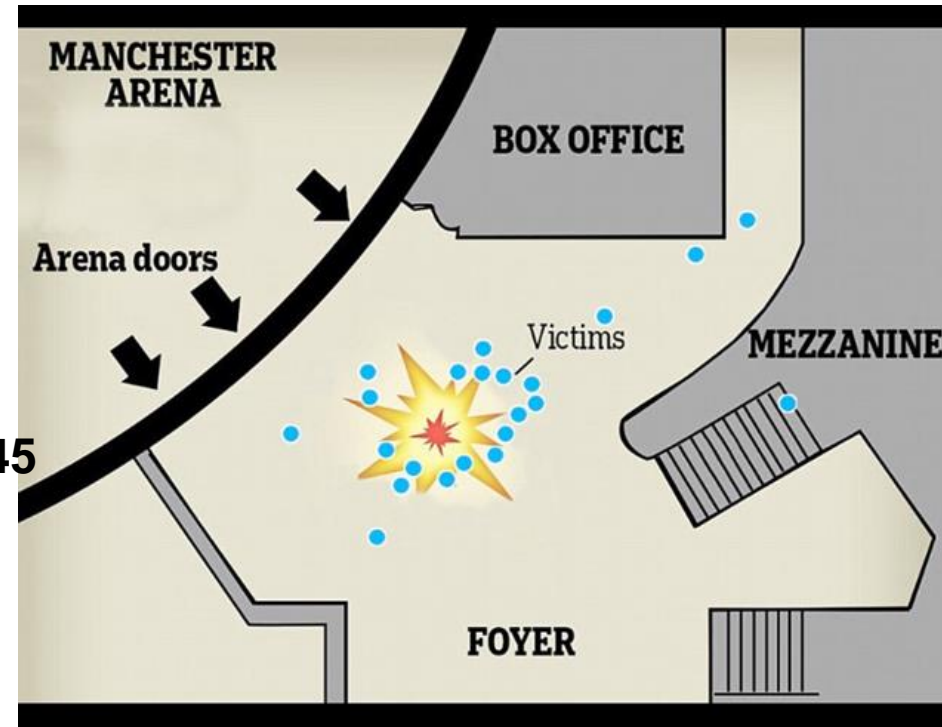 MANCHESTER
ARENA
BOX OFFICE
Arena doors
Victims
MEZZANINE
45
FOYER